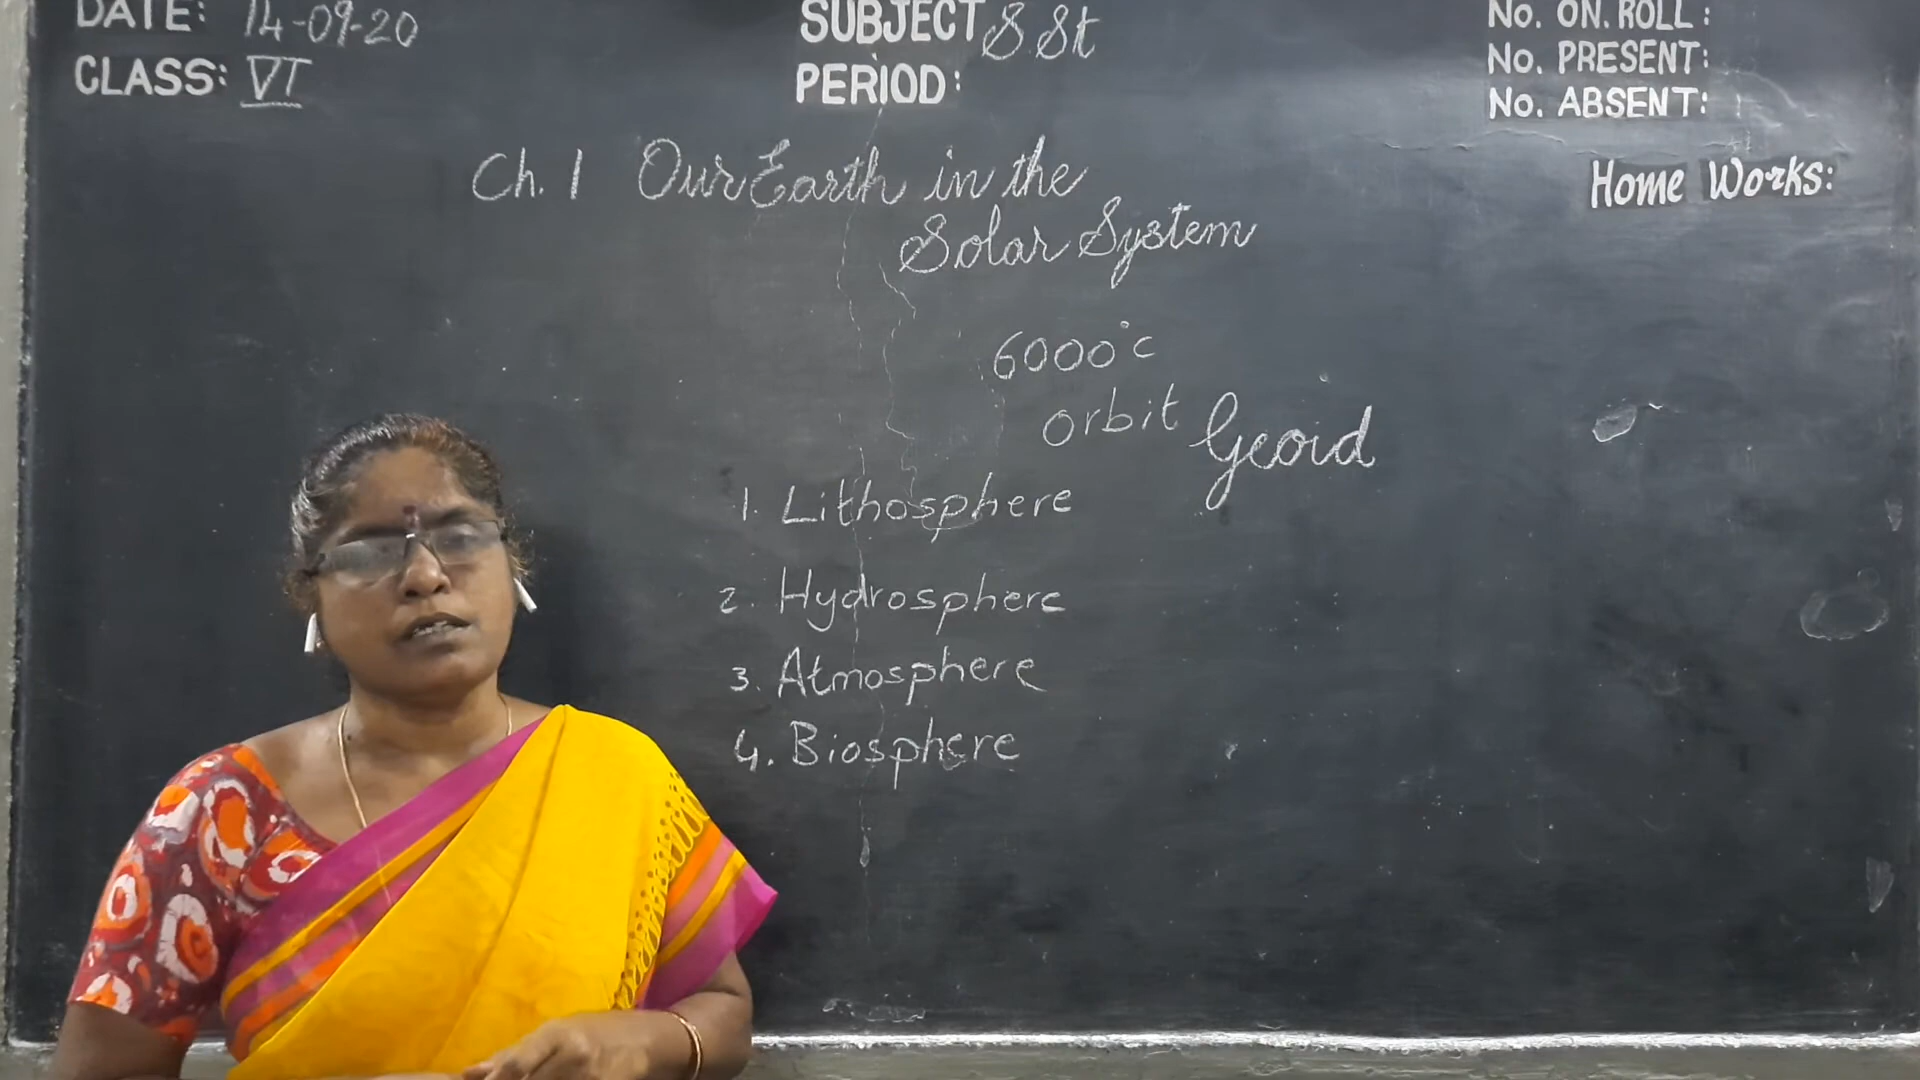 DATE: 14-09-20
CLASS: VI
SUBJECT S.St
PERIOD:
No. ON. ROLL :
No. PRESENT:
No. ABSENT:
Home Works:
Ch. 1 Our Earth in the
Solar System
6000°c
orbit Geoid
1. Lithosphere
2. Hydrosphere
3. Atmosphere
4. Biosphere